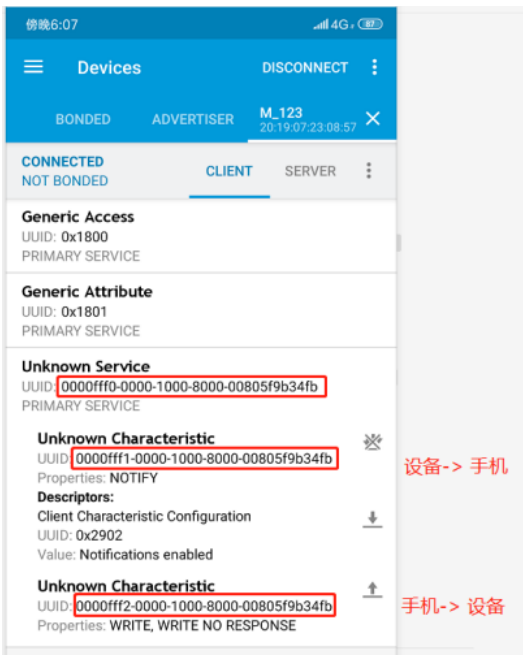 傍晚6:07
4G
87
Devices
DISCONNECT
BONDED
ADVERTISER
M_123
20:19:07:23:08:57
CONNECTED
NOT BONDED
CLIENT
SERVER
Generic Access
UUID: 0x1800
PRIMARY SERVICE
Generic Attribute
UUID: 0x1801
PRIMARY SERVICE
Unknown Service
UUID: 0000fff0-0000-1000-8000-00805f9b34fb
PRIMARY SERVICE
Unknown Characteristic
UUID: 0000fff1-0000-1000-8000-00805f9b34fb
设备-> 手机
Properties: NOTIFY
Descriptors:
Client Characteristic Configuration
UUID: 0x2902
Value: Notifications enabled
Unknown Characteristic
UUID: 0000fff2-0000-1000-8000-00805f9b34fb
手机-> 设备
Properties: WRITE, WRITE NO RESPONSE